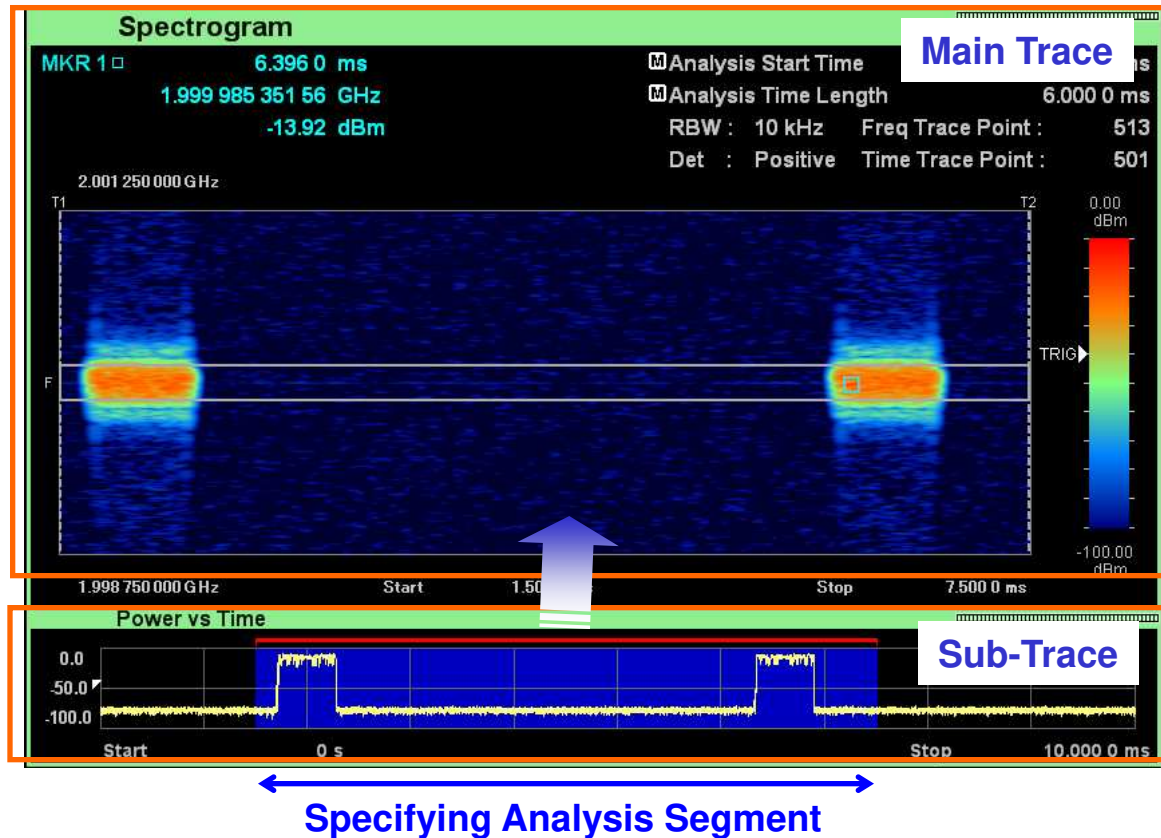 Spectrogram
Main Trace
MKR 1 6.396 0 ms
1.999 985 351 56 GHz
-13.92 dBm
M Analysis Start Time
M Analysis Time Length 6.000 0 ms
RBW : 10 kHz Freq Trace Point : 513
Det : Positive Time Trace Point : 501
2.001 250 000 GHz
T1
T2
0.00
dBm
TRIG
F
-100.00
dBm
1.998 750 000 GHz Start Stop 7.500 0 ms
Power vs Time
Sub-Trace
0.0
-50.0
-100.0
Start 0 s Stop 10.000 0 ms
Specifying Analysis Segment